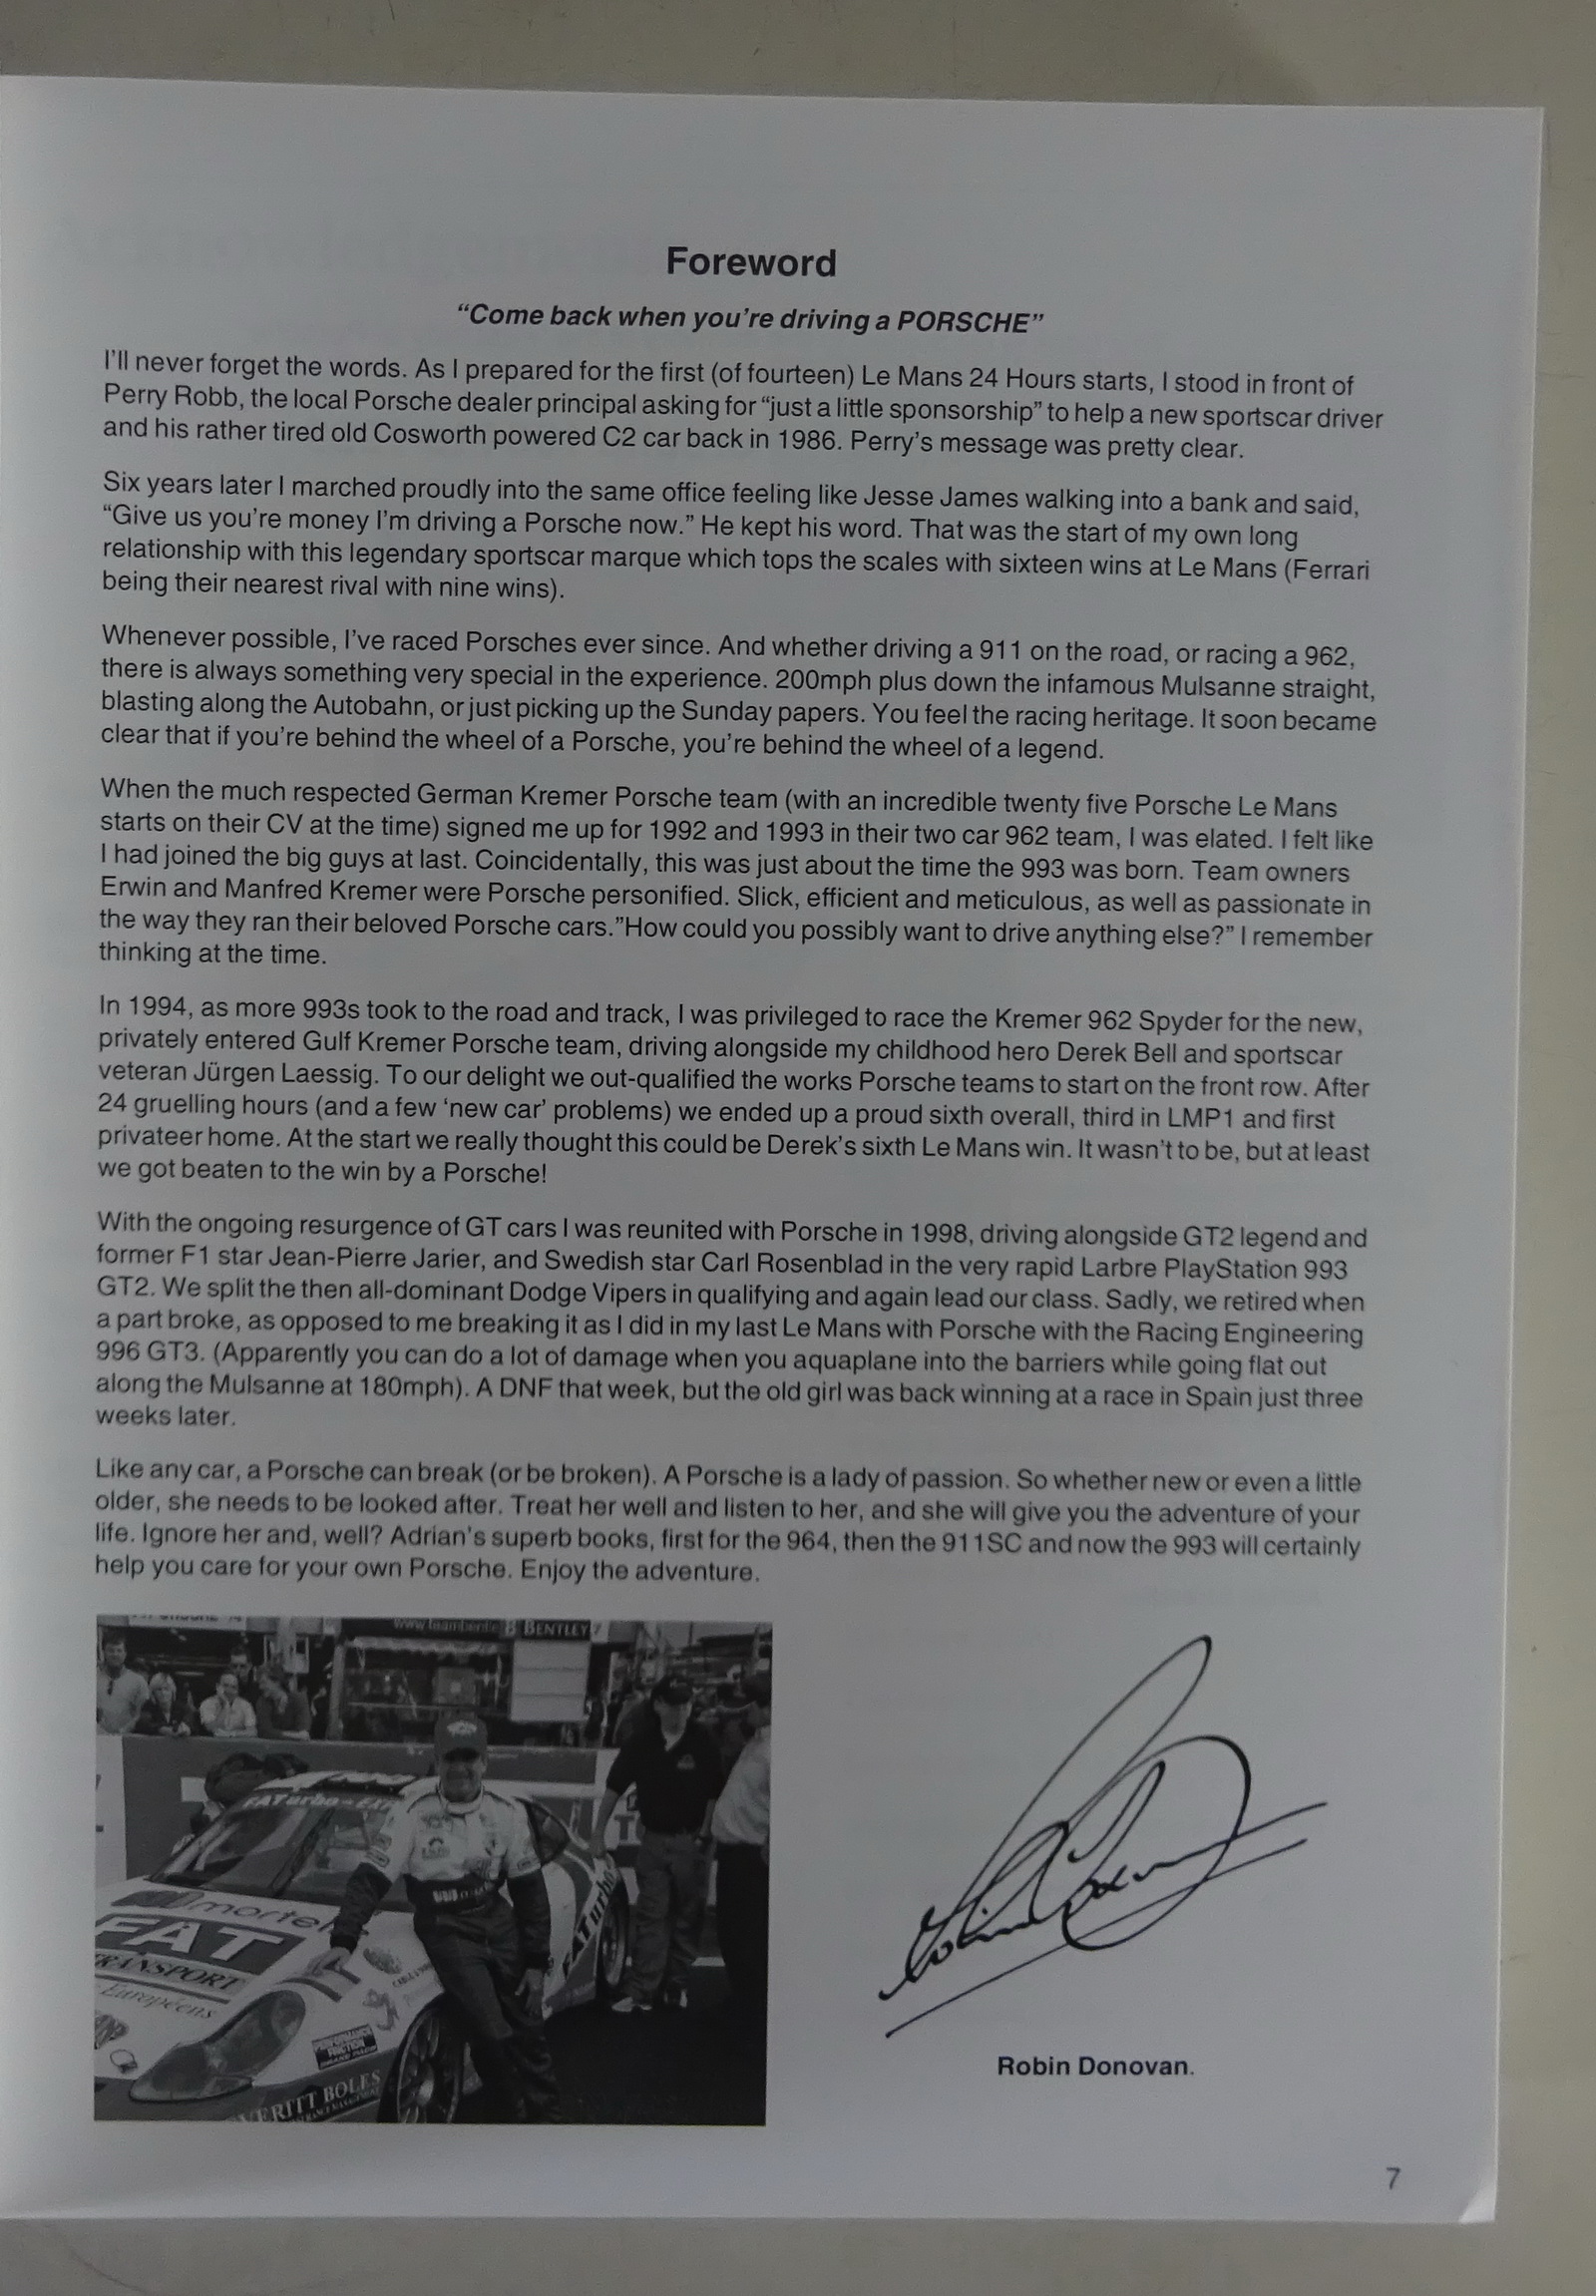 Foreword
“Come back when you’re driving a PORSCHE”
I’ll never forget the words. As I prepared for the first (of fourteen) Le Mans 24 Hours starts, I stood in front of
Perry Robb, the local Porsche dealer principal asking for “just a little sponsorship” to help a new sportscar driver
and his rather tired old Cosworth powered C2 car back in 1986. Perry’s message was pretty clear.
Six years later I marched proudly into the same office feeling like Jesse James walking into a bank and said,
“Give us you’re money I’m driving a Porsche now.” He kept his word. That was the start of my own long
relationship with this legendary sportscar marque which tops the scales with sixteen wins at Le Mans (Ferrari
being their nearest rival with nine wins).
Whenever possible, I’ve raced Porsches ever since. And whether driving a 911 on the road, or racing a 962,
there is always something very special in the experience. 200mph plus down the infamous Mulsanne straight,
blasting along the Autobahn, or just picking up the Sunday papers. You feel the racing heritage. It soon became
clear that if you’re behind the wheel of a Porsche, you’re behind the wheel of a legend.
When the much respected German Kremer Porsche team (with an incredible twenty five Porsche Le Mans
starts on their CV at the time) signed me up for 1992 and 1993 in their two car 962 team, I was elated. I felt like
I had joined the big guys at last. Coincidentally, this was just about the time the 993 was born. Team owners
Erwin and Manfred Kremer were Porsche personified. Slick, efficient and meticulous, as well as passionate in
the way they ran their beloved Porsche cars.”How could you possibly want to drive anything else?” I remember
thinking at the time.
In 1994, as more 993s took to the road and track, I was privileged to race the Kremer 962 Spyder for the new,
privately entered Gulf Kremer Porsche team, driving alongside my childhood hero Derek Bell and sportscar
veteran Jürgen Laessig. To our delight we out-qualified the works Porsche teams to start on the front row. After
24 gruelling hours (and a few ‘new car’ problems) we ended up a proud sixth overall, third in LMP1 and first
privateer home. At the start we really thought this could be Derek’s sixth Le Mans win. It wasn’t to be, but at least
we got beaten to the win by a Porsche!
With the ongoing resurgence of GT cars I was reunited with Porsche in 1998, driving alongside GT2 legend and
former F1 star Jean-Pierre Jarier, and Swedish star Carl Rosenblad in the very rapid Larbre PlayStation 993
GT2. We split the then all-dominant Dodge Vipers in qualifying and again lead our class. Sadly, we retired when
a part broke, as opposed to me breaking it as I did in my last Le Mans with Porsche with the Racing Engineering
996 GT3. (Apparently you can do a lot of damage when you aquaplane into the barriers while going flat out
along the Mulsanne at 180mph). A DNF that week, but the old girl was back winning at a race in Spain just three
weeks later.
Like any car, a Porsche can break (or be broken). A Porsche is a lady of passion. So whether new or even a little
older, she needs to be looked after. Treat her well and listen to her, and she will give you the adventure of your
life. Ignore her and, well? Adrian's superb books, first for the 964, then the 911SC and now the 993 will certainly
help you care for your own Porsche. Enjoy the adventure.
BENTLEY
FATurbo
FAT
TRANSPORT
Européens
FATurbo
PERFORMANCE
FRICTION
BOLES
Robin Donovan.
7